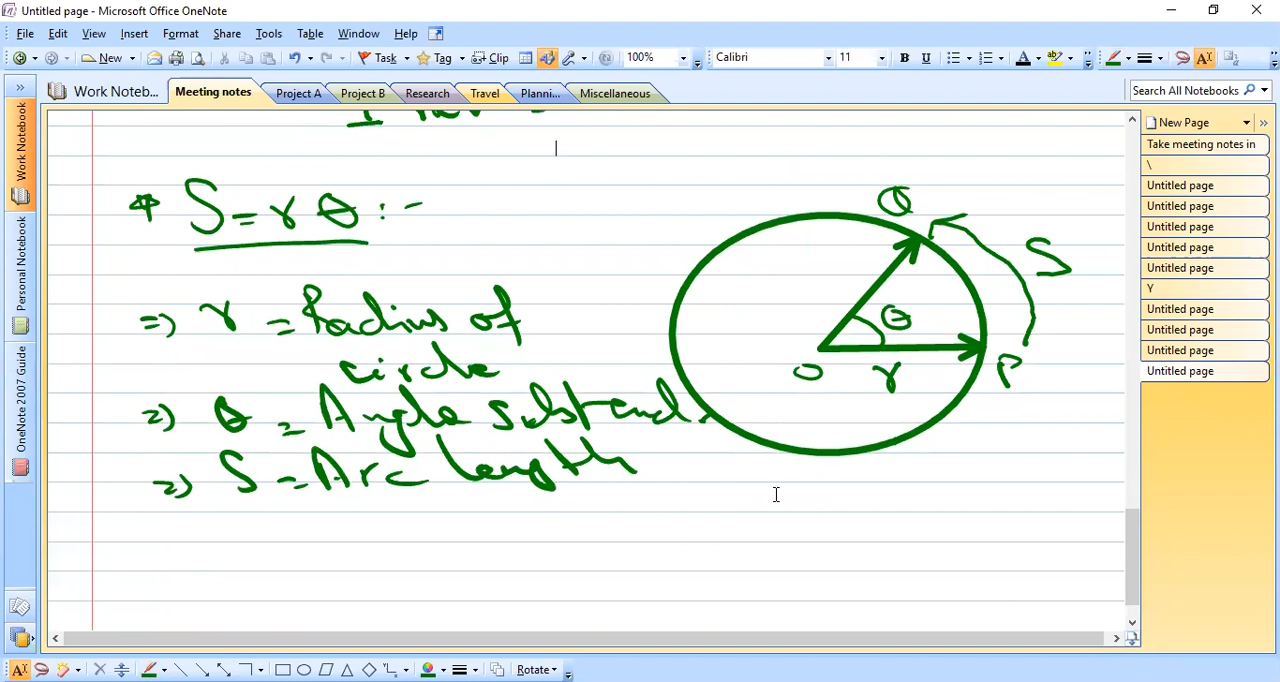 Untitled page - Microsoft Office OneNote
File Edit View Insert Format Share Tools Table Window Help
New Task Tag Clip 100% Calibri 11 B U A
Work Noteb... Meeting notes Project A Project B Research Travel Planni... Miscellaneous Search All Notebooks
Work Notebook
Personal Notebook
OneNote 2007 Guide
* S = r θ :-
=> r = Radius of
circle
=> θ = Angle substand.
=> S = Arc length
Q
S
θ
O r P
New Page
Take meeting notes in
\
Untitled page
Untitled page
Untitled page
Untitled page
Untitled page
Y
Untitled page
Untitled page
Untitled page
Untitled page
Rotate